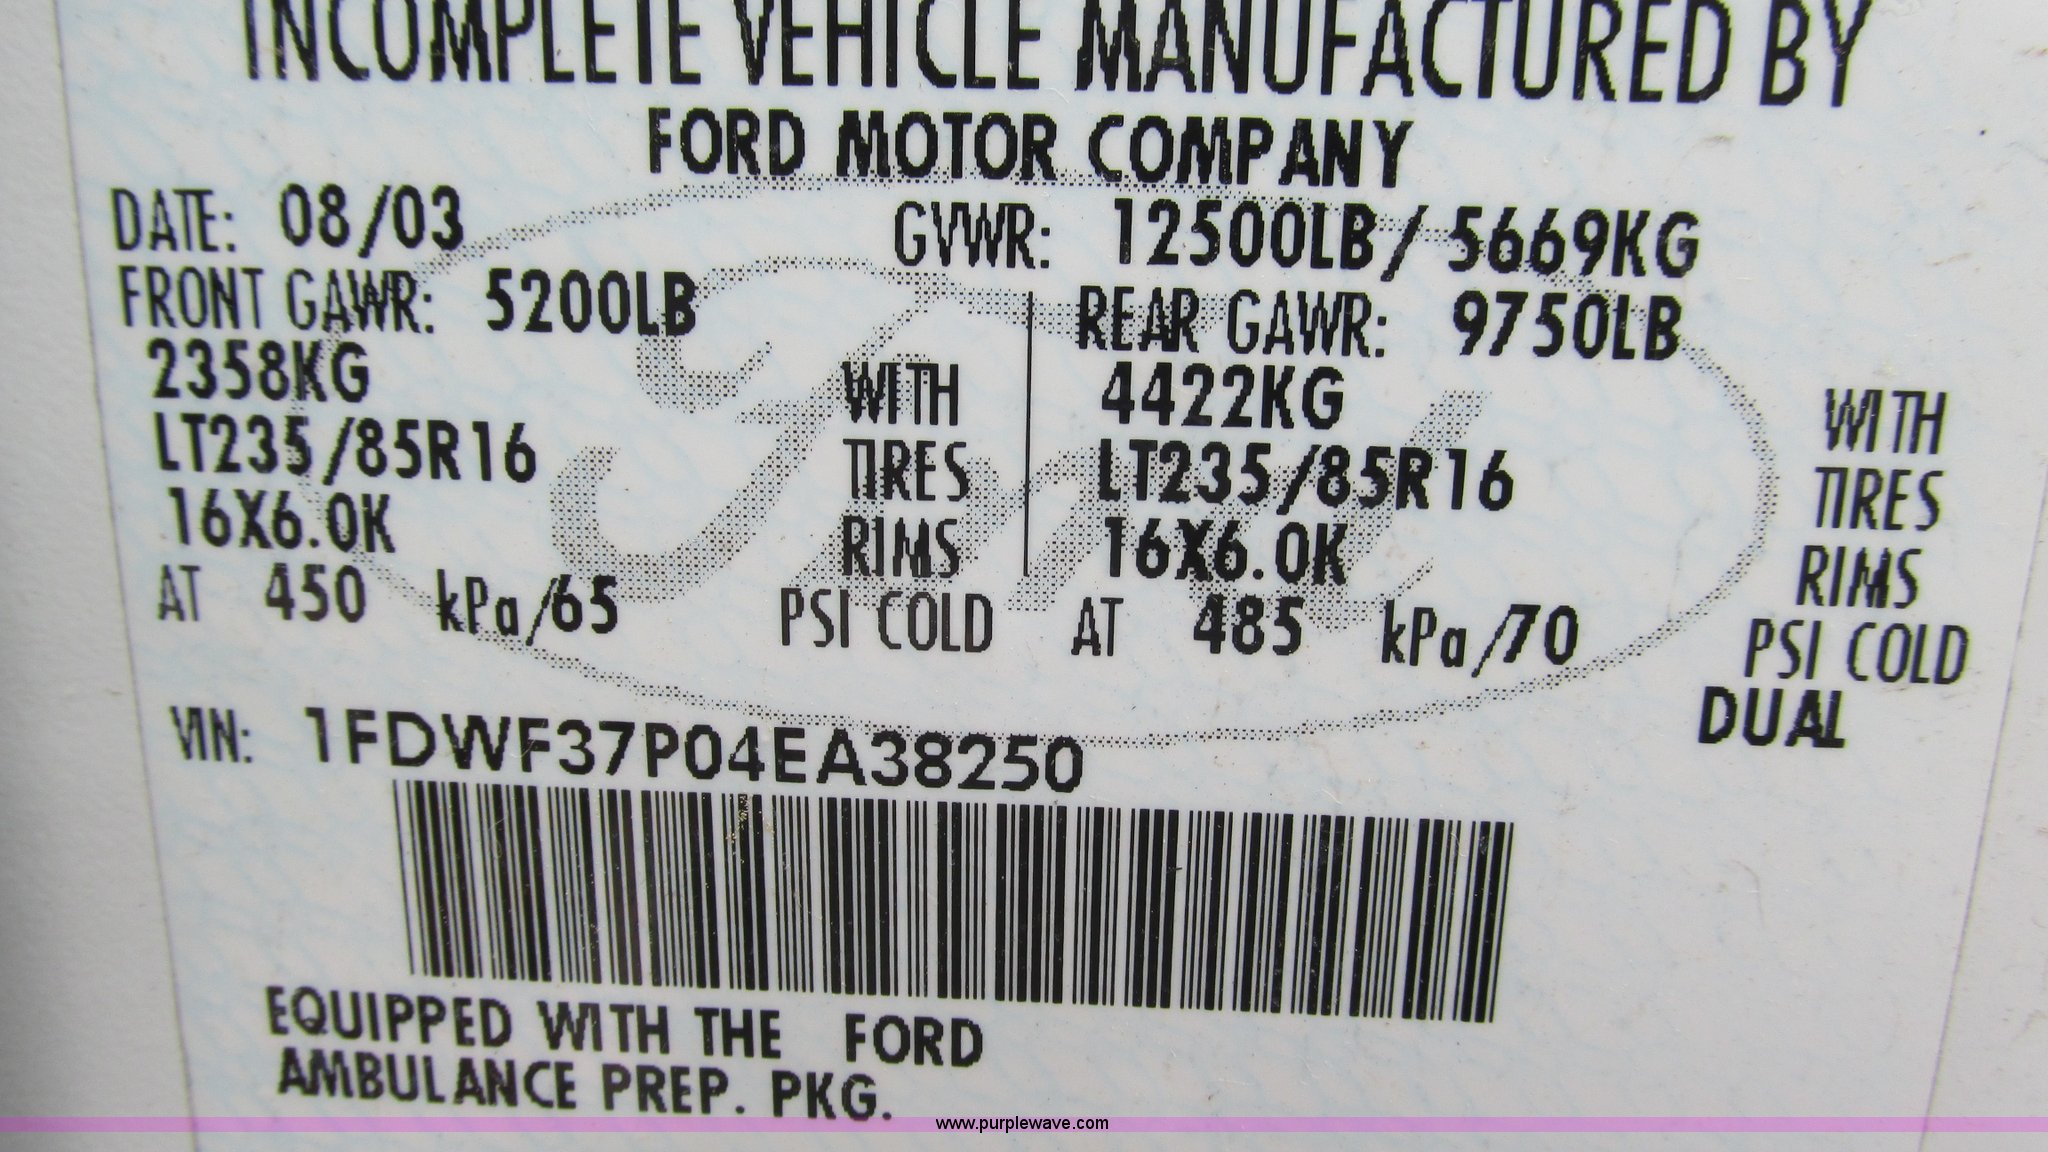 INCOMPLETE VEHICLE MANUFACTURED BY
FORD MOTOR COMPANY
DATE: 08/03 GVWR: 12500LB/ 5669KG
FRONT GAWR: 5200LB REAR GAWR: 9750LB
2358KG WITH 4422KG WITH
LT235/85R16 TIRES LT235/85R16 TIRES
16X6.0K RIMS 16X6.0K RIMS
AT 450 kPa/65 PSI COLD AT 485 kPa/70 PSI COLD
DUAL
VIN: 1FDWF37P04EA38250
EQUIPPED WITH THE FORD
AMBULANCE PREP. PKG.
www.purplewave.com
Ford